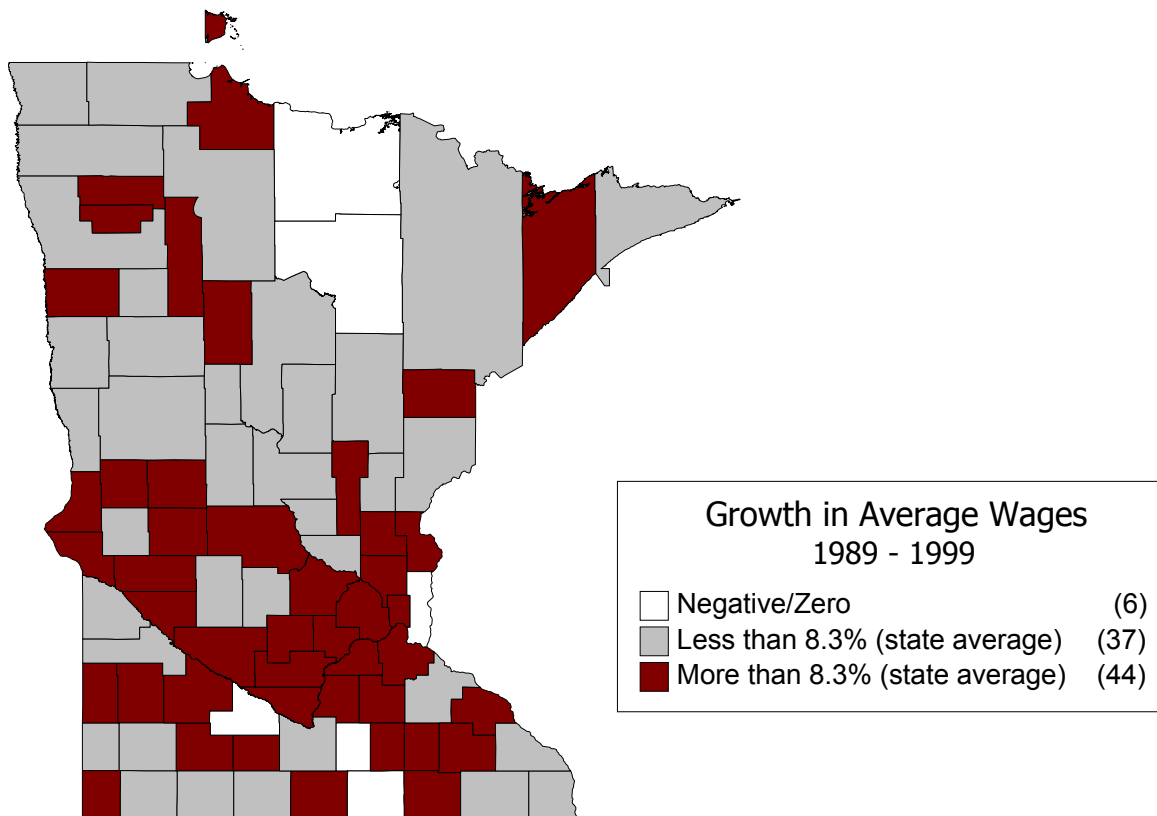 Growth in Average Wages
1989 - 1999
Negative/Zero (6)
Less than 8.3% (state average) (37)
More than 8.3% (state average) (44)